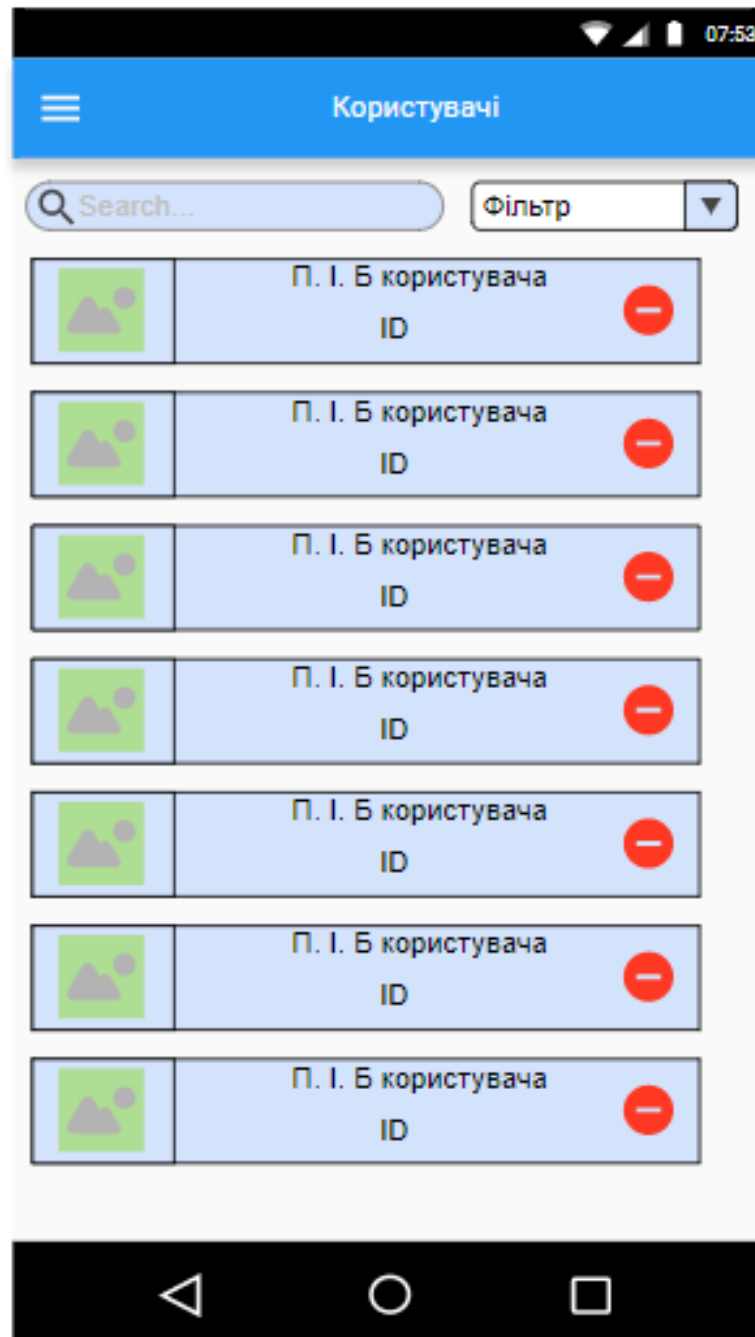 07:53
Користувачі
Search...
Фільтр
П. І. Б користувача
ID
П. І. Б користувача
ID
П. І. Б користувача
ID
П. І. Б користувача
ID
П. І. Б користувача
ID
П. І. Б користувача
ID
П. І. Б користувача
ID